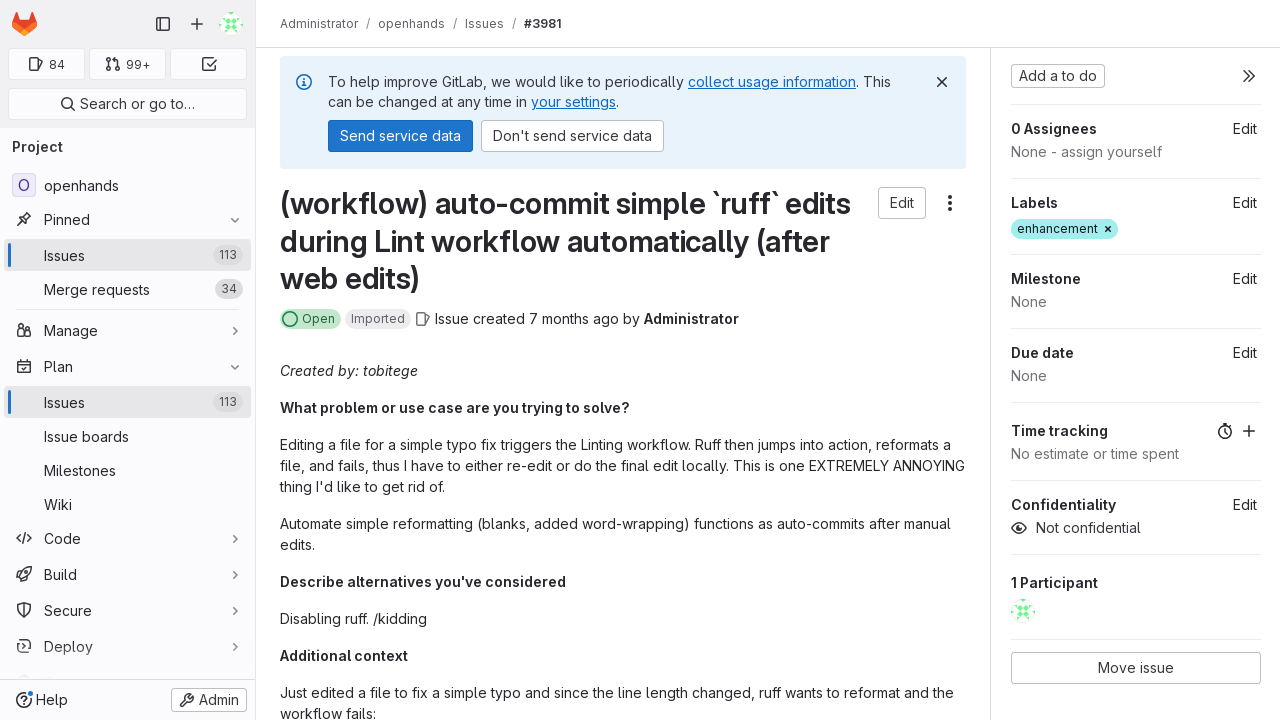 84
99+
Search or go to…
Project
O openhands
Pinned
Issues 113
Merge requests 34
Manage
Plan
Issues 113
Issue boards
Milestones
Wiki
Code
Build
Secure
Deploy
Help
Admin
Administrator / openhands / Issues / #3981
To help improve GitLab, we would like to periodically collect usage information. This
can be changed at any time in your settings.
Send service data
Don't send service data
(workflow) auto-commit simple `ruff` edits
during Lint workflow automatically (after
web edits)
Edit
Open Imported Issue created 7 months ago by Administrator
Created by: tobitege
What problem or use case are you trying to solve?
Editing a file for a simple typo fix triggers the Linting workflow. Ruff then jumps into action, reformats a
file, and fails, thus I have to either re-edit or do the final edit locally. This is one EXTREMELY ANNOYING
thing I'd like to get rid of.
Automate simple reformatting (blanks, added word-wrapping) functions as auto-commits after manual
edits.
Describe alternatives you've considered
Disabling ruff. /kidding
Additional context
Just edited a file to fix a simple typo and since the line length changed, ruff wants to reformat and the
workflow fails:
Add a to do
0 Assignees Edit
None - assign yourself
Labels Edit
enhancement
Milestone Edit
None
Due date Edit
None
Time tracking
No estimate or time spent
Confidentiality Edit
Not confidential
1 Participant
Move issue